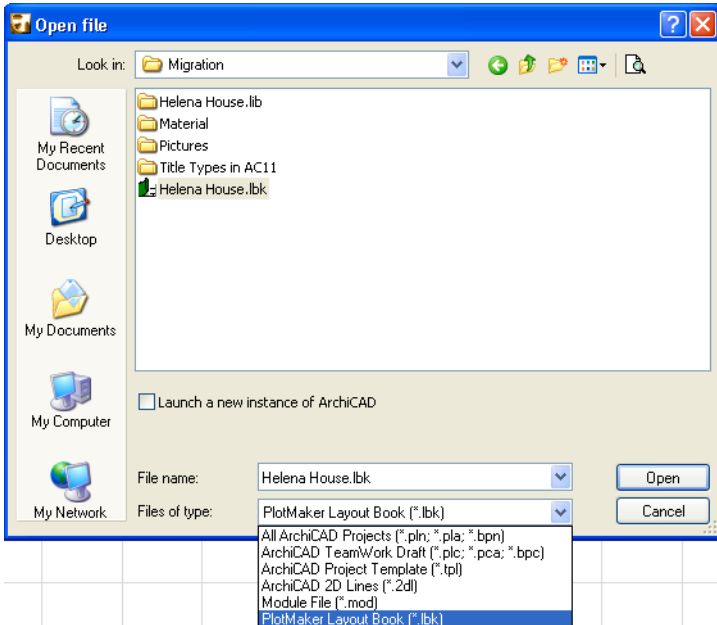 Open file
Look in: Migration
My Recent
Documents
Desktop
My Documents
My Computer
My Network
Helena House.lib
Material
Pictures
Title Types in AC11
Helena House.lbk
Launch a new instance of ArchiCAD
File name: Helena House.lbk Open
Files of type: PlotMaker Layout Book (*.lbk) Cancel
All ArchiCAD Projects (*.pln; *.pla; *.bpn)
ArchiCAD TeamWork Draft (*.plc; *.pca; *.bpc)
ArchiCAD Project Template (*.tpl)
ArchiCAD 2D Lines (*.2dl)
Module File (*.mod)
PlotMaker Layout Book (*.lbk)